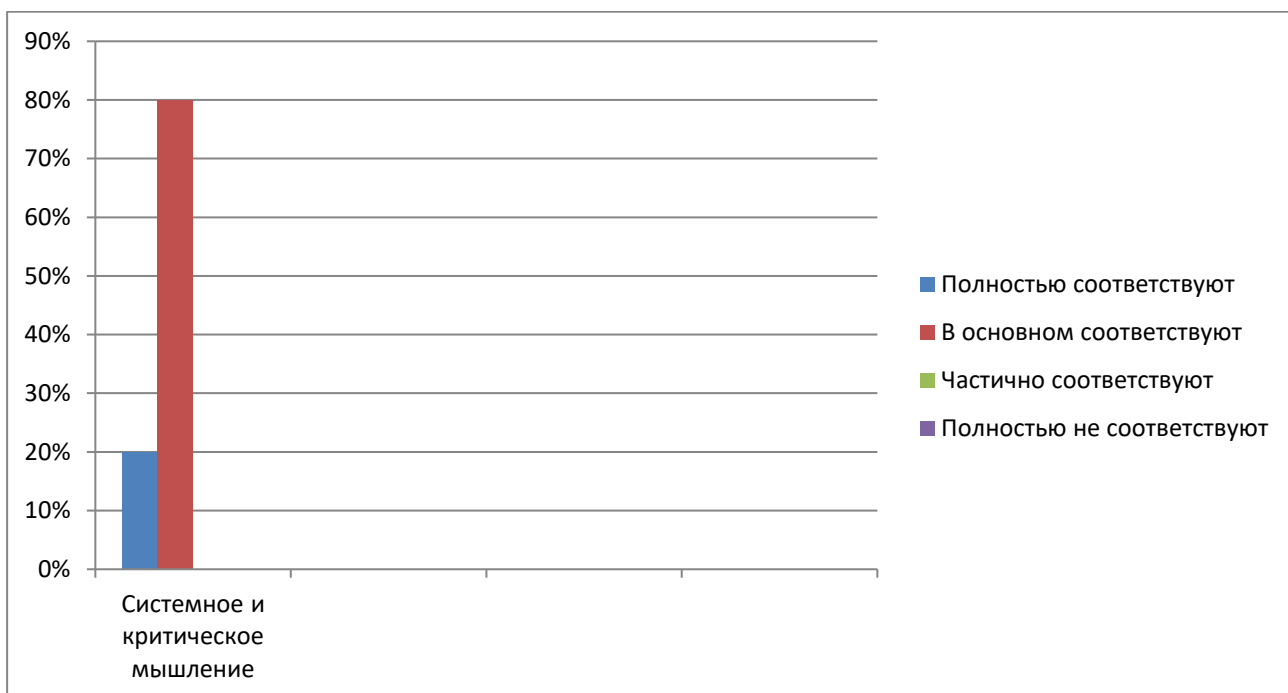 90%
80%
70%
60%
50%
40%
30%
20%
10%
0%
Системное и
критическое
мышление
Полностью соответствуют
В основном соответствуют
Частично соответствуют
Полностью не соответствуют